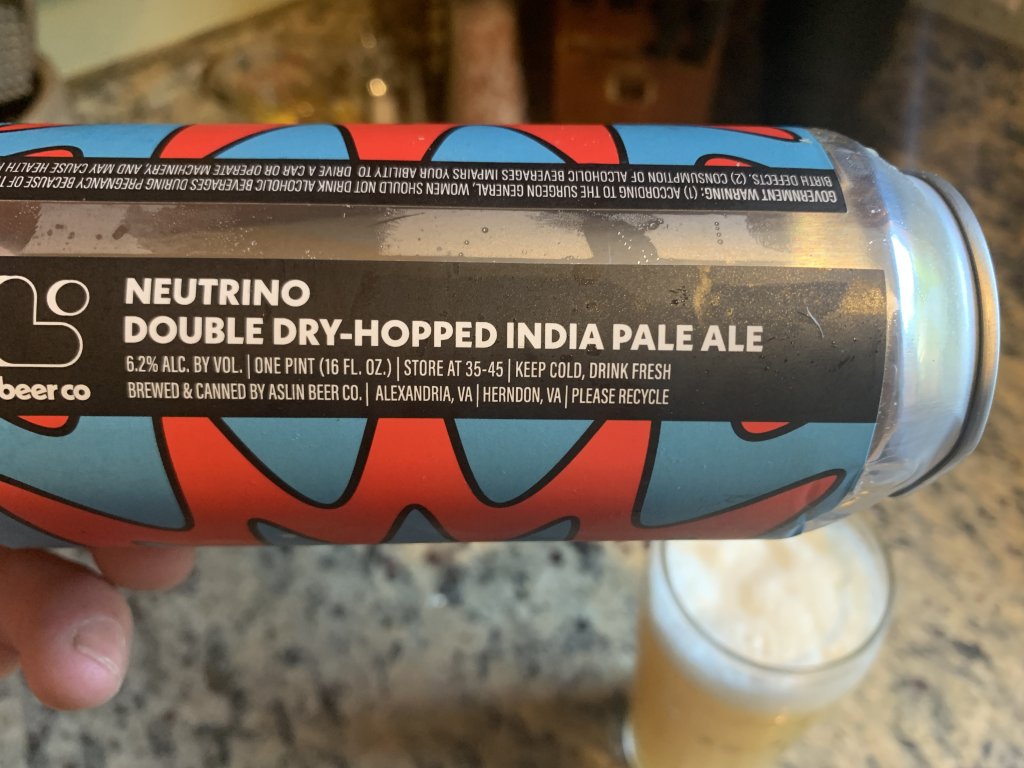 GOVERNMENT WARNING: (1) ACCORDING TO THE SURGEON GENERAL, WOMEN SHOULD NOT DRINK ALCOHOLIC BEVERAGES DURING PREGNANCY BECAUSE OF
BIRTH DEFECTS. (2) CONSUMPTION OF ALCOHOLIC BEVERAGES IMPAIRS YOUR ABILITY TO DRIVE A CAR OR OPERATE MACHINERY, AND MAY CAUSE HEALTH
beer co
NEUTRINO
DOUBLE DRY-HOPPED INDIA PALE ALE
6.2% ALC. BY VOL. | ONE PINT (16 FL. OZ.) | STORE AT 35-45 | KEEP COLD, DRINK FRESH
BREWED & CANNED BY ASLIN BEER CO. | ALEXANDRIA, VA | HERNDON, VA | PLEASE RECYCLE